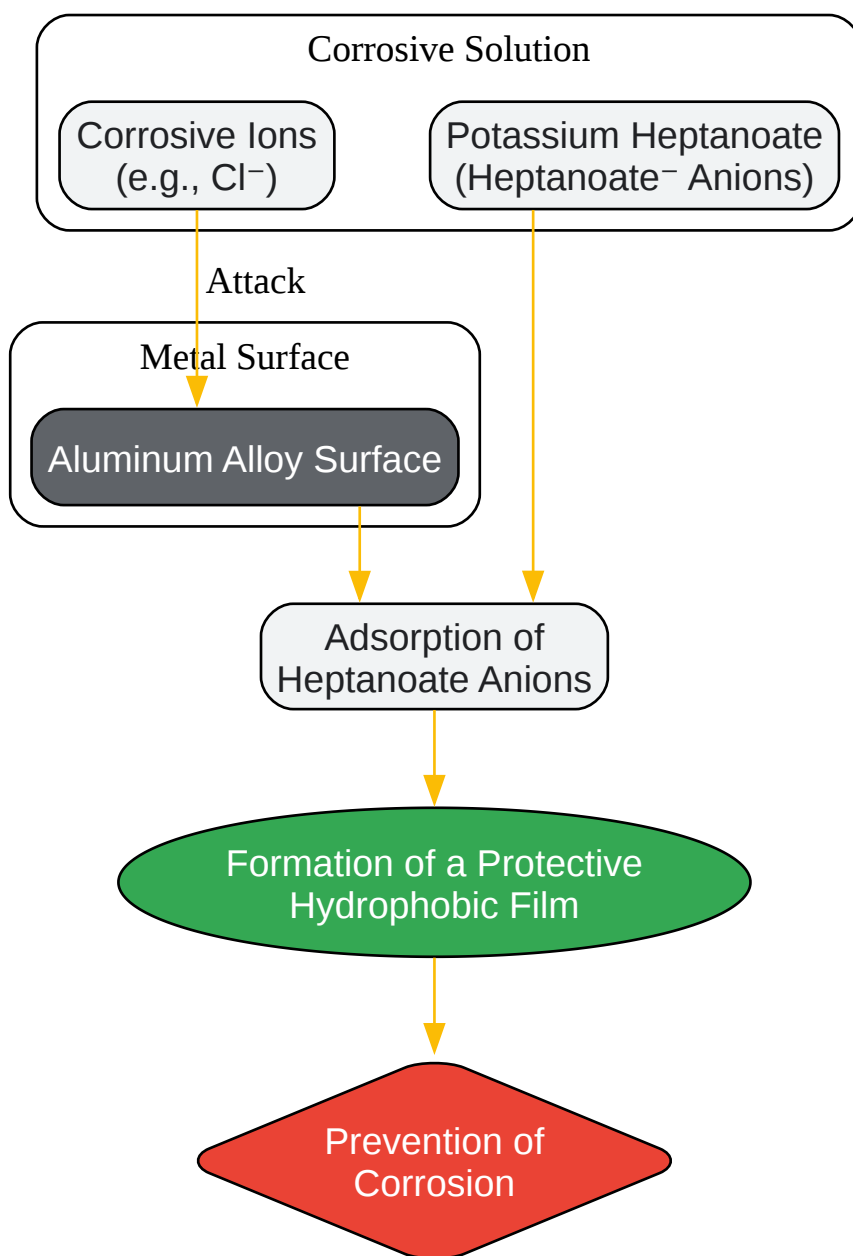 Corrosive Solution
Corrosive Ions
(e.g., Cl⁻)
Potassium Heptanoate
(Heptanoate⁻ Anions)
Attack
Metal Surface
Aluminum Alloy Surface
Adsorption of
Heptanoate Anions
Formation of a Protective
Hydrophobic Film
Prevention of
Corrosion